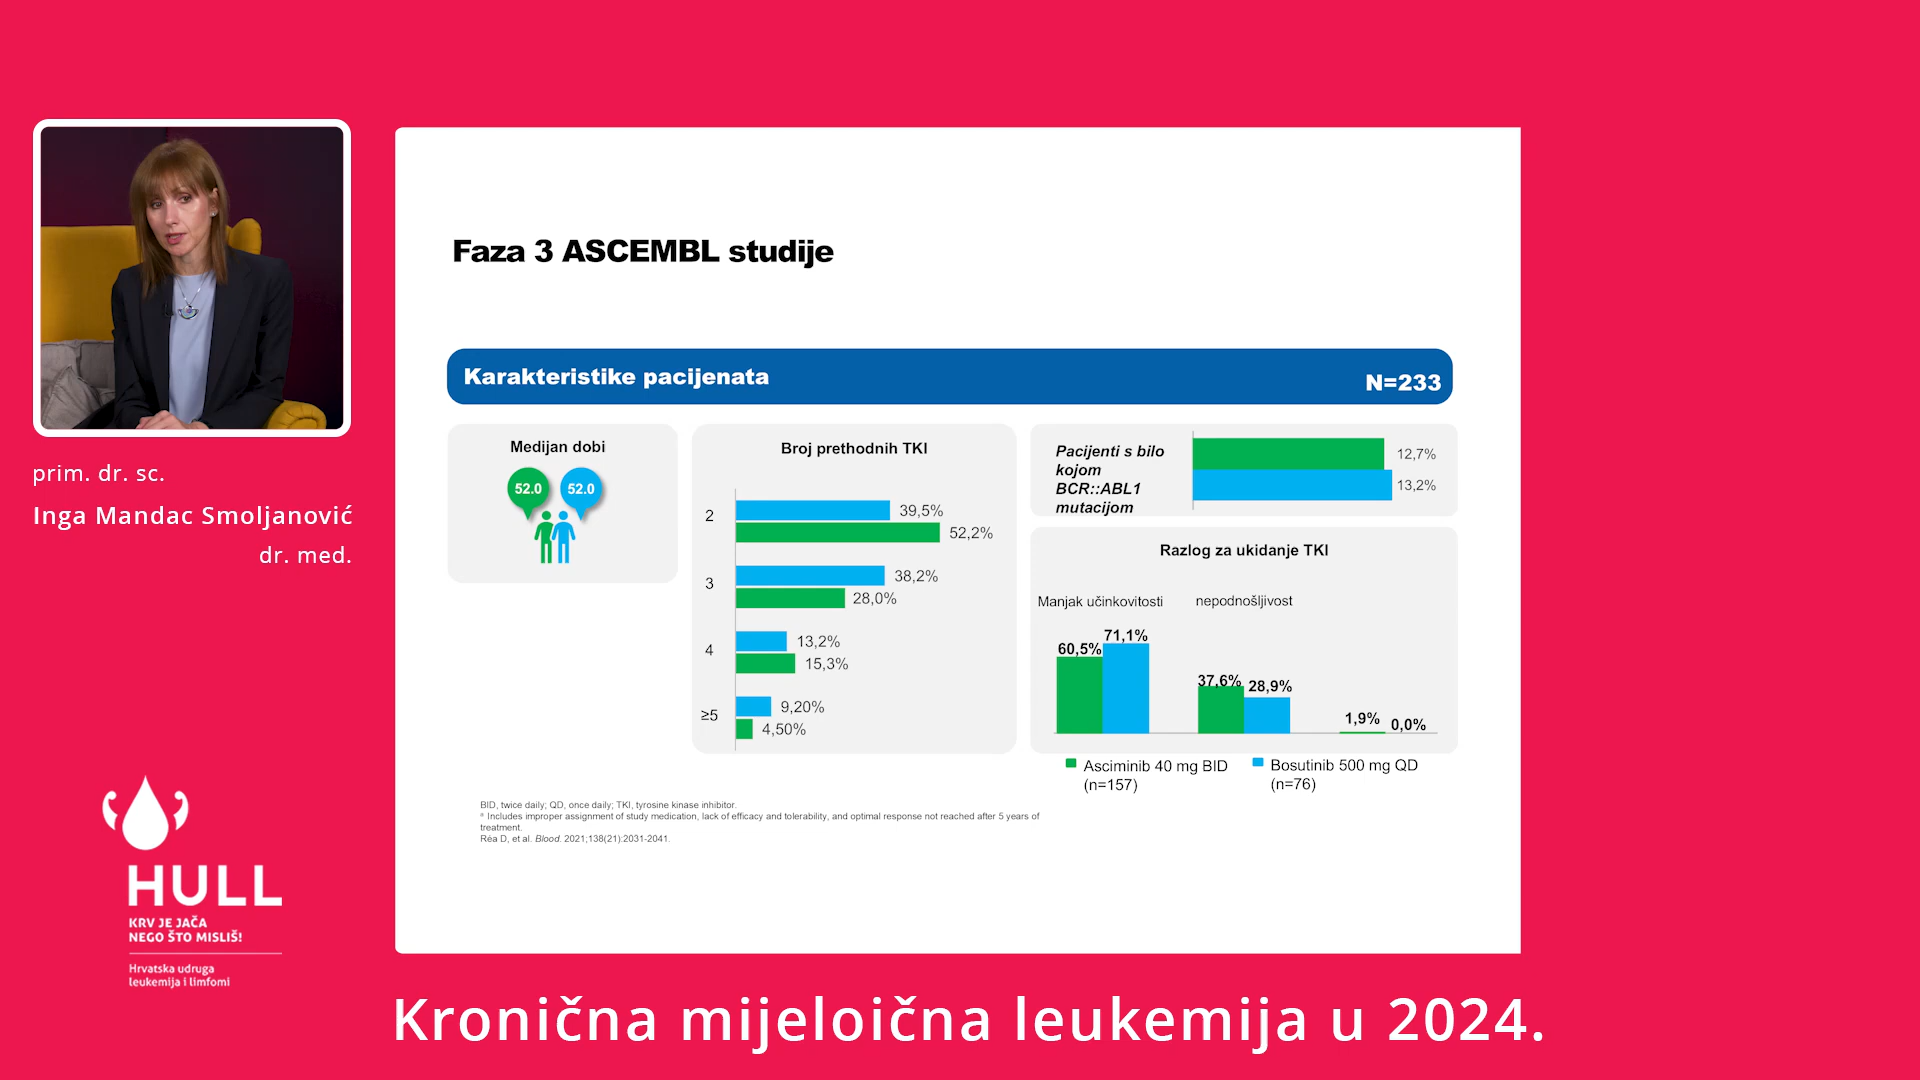 prim. dr. sc.
Inga Mandac Smoljanović
dr. med.
HULL
KRV JE JAČA
NEGO ŠTO MISLIŠ!
Hrvatska udruga
leukemija i limfomi
Faza 3 ASCEMBL studije
Karakteristike pacijenata
N=233
Medijan dobi
52.0
52.0
Broj prethodnih TKI
2
39,5%
52,2%
3
38,2%
28,0%
4
13,2%
15,3%
≥5
9,20%
4,50%
Pacijenti s bilo
kojom
BCR::ABL1
mutacijom
12,7%
13,2%
Razlog za ukidanje TKI
Manjak učinkovitosti
nepodnošljivost
60,5%
71,1%
37,6%
28,9%
1,9%
0,0%
Asciminib 40 mg BID
(n=157)
Bosutinib 500 mg QD
(n=76)
BID, twice daily; QD, once daily; TKI, tyrosine kinase inhibitor.
a Includes improper assignment of study medication, lack of efficacy and tolerability, and optimal response not reached after 5 years of
treatment.
Réa D, et al. Blood. 2021;138(21):2031-2041.
Kronična mijeloična leukemija u 2024.